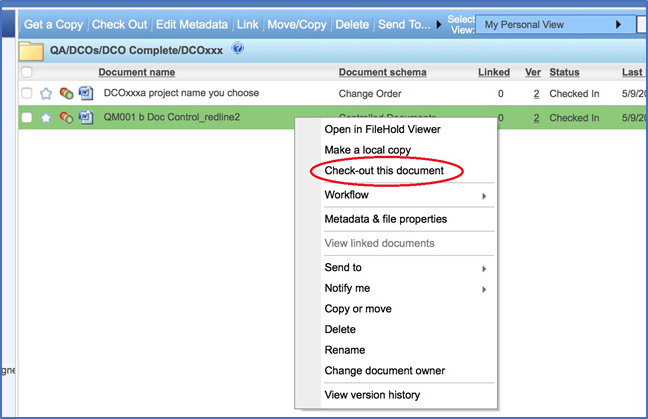 Get a Copy Check Out Edit Metadata Link Move/Copy Delete Send To... Select View: My Personal View
QA/DCOs/DCO Complete/DCOxxx
Document name Document schema Linked Ver Status Last
DCOxxxa project name you choose Change Order 0 2 Checked In 5/9/20
QM001 b Doc Control_redline2 Controlled Documents 0 2 Checked In 5/9/20
Open in FileHold Viewer
Make a local copy
Check-out this document
Workflow
Metadata & file properties
View linked documents
Send to
Notify me
Copy or move
gne
Delete
Rename
Change document owner
View version history